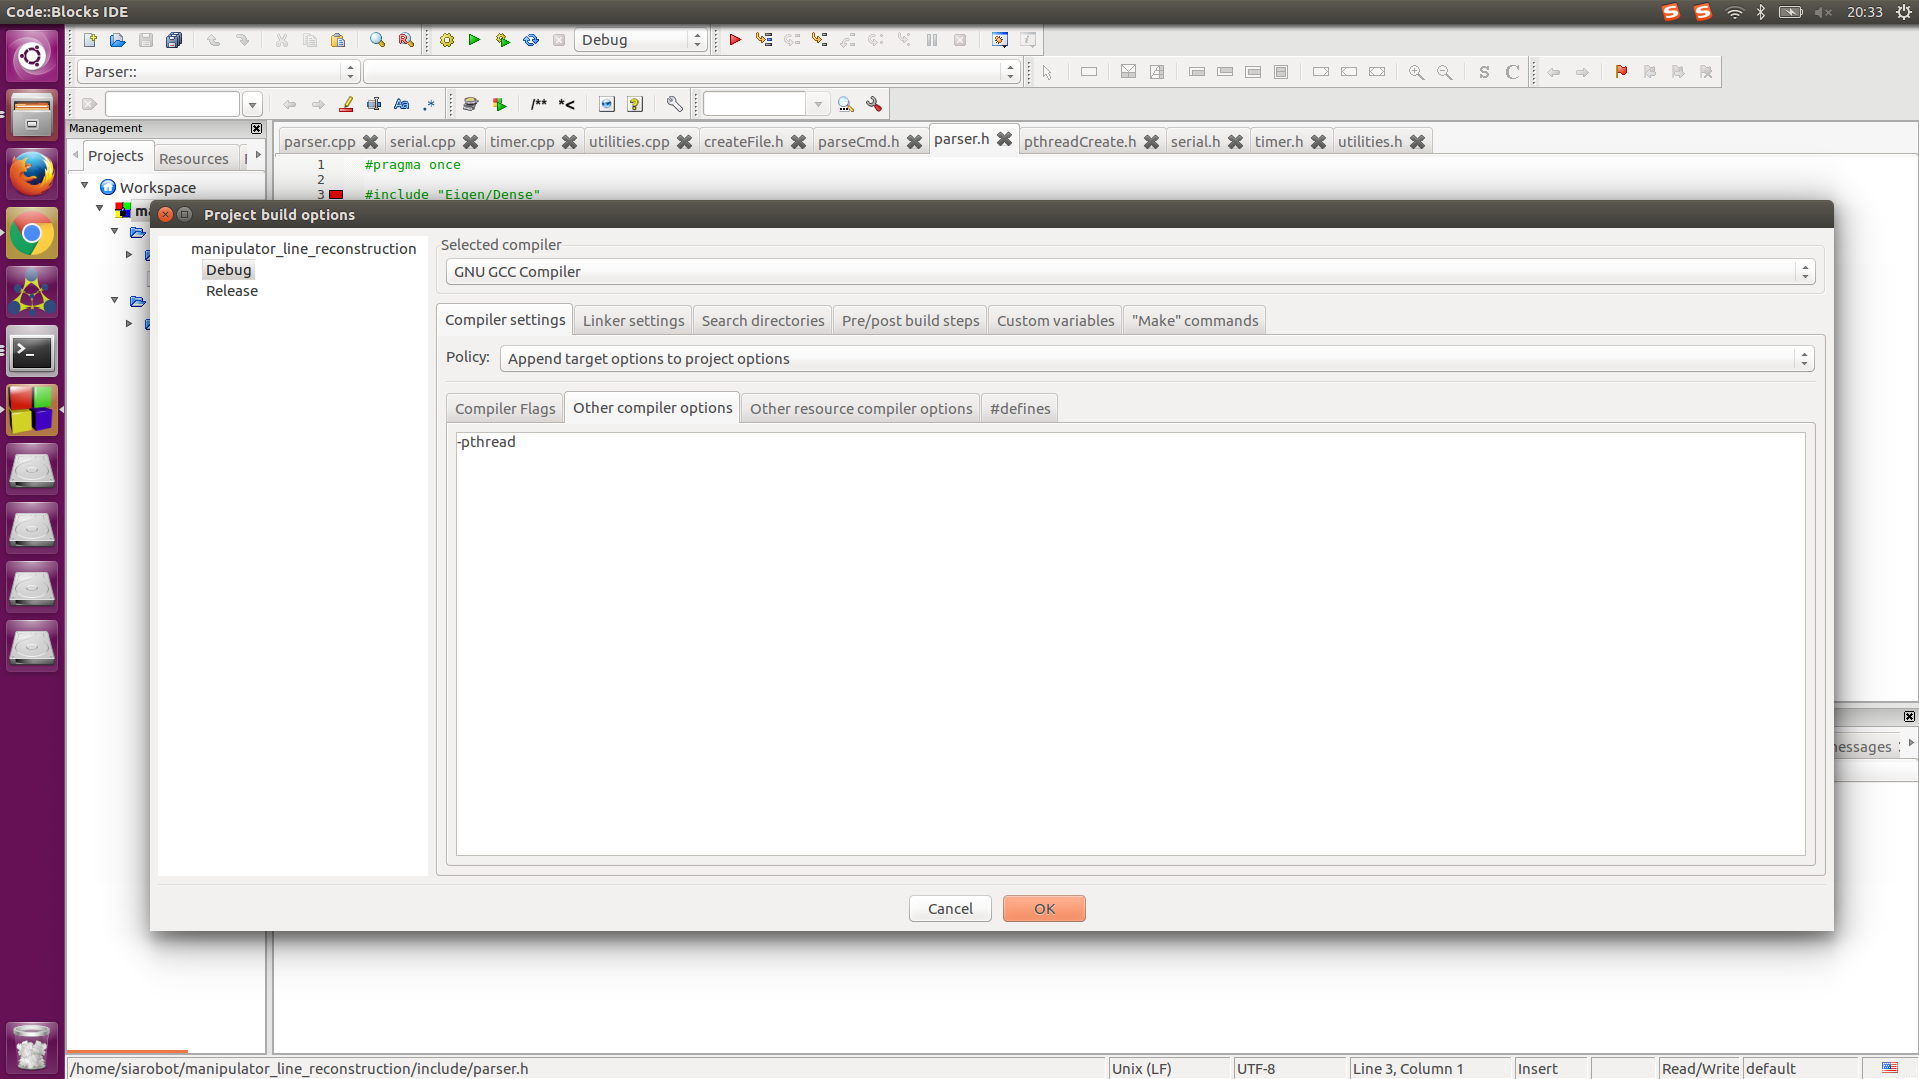 Code::Blocks IDE
20:33
Debug
Parser::
S C
/** *<
Aa .*
Management
Projects Resources
parser.cpp serial.cpp timer.cpp utilities.cpp createFile.h parseCmd.h parser.h pthreadCreate.h serial.h timer.h utilities.h
1 #pragma once
2
3 #include "Eigen/Dense"
Workspace
Project build options
manipulator_line_reconstruction
Debug
Release
Selected compiler
GNU GCC Compiler
Compiler settings Linker settings Search directories Pre/post build steps Custom variables "Make" commands
Policy: Append target options to project options
Compiler Flags Other compiler options Other resource compiler options #defines
-pthread
Cancel OK
/home/siarobot/manipulator_line_reconstruction/include/parser.h Unix (LF) UTF-8 Line 3, Column 1 Insert Read/Write default